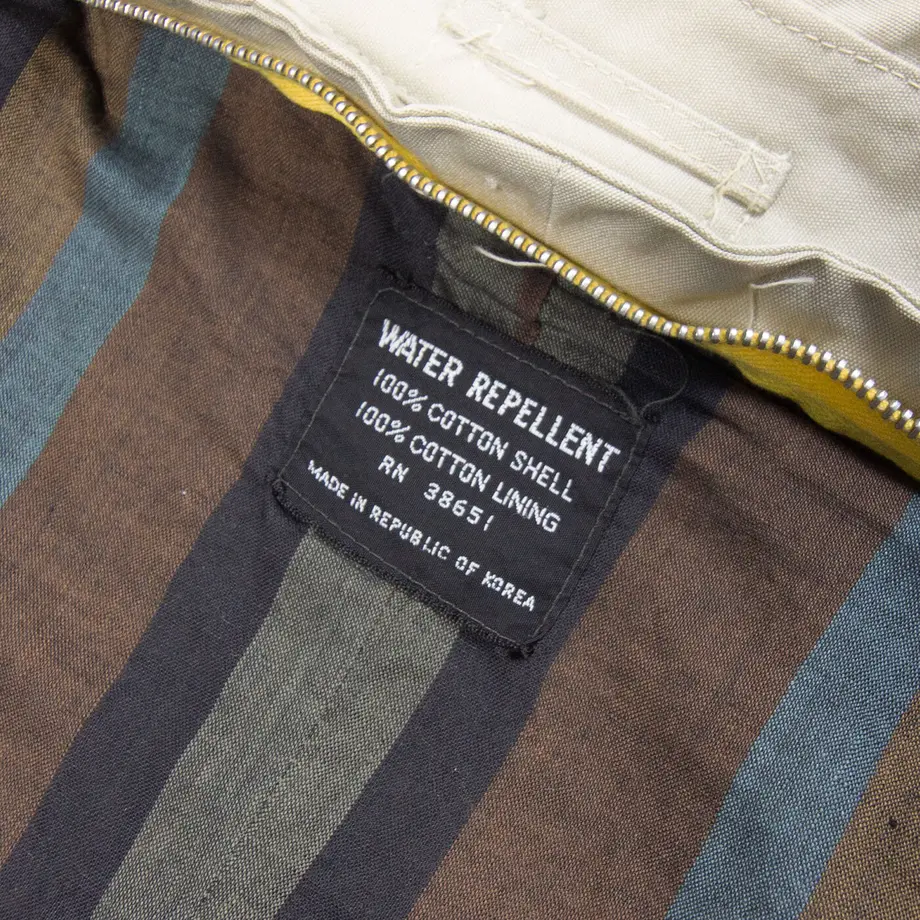 WATER REPELLENT
100% COTTON SHELL
100% COTTON LINING
RN 38651
MADE IN REPUBLIC OF KOREA